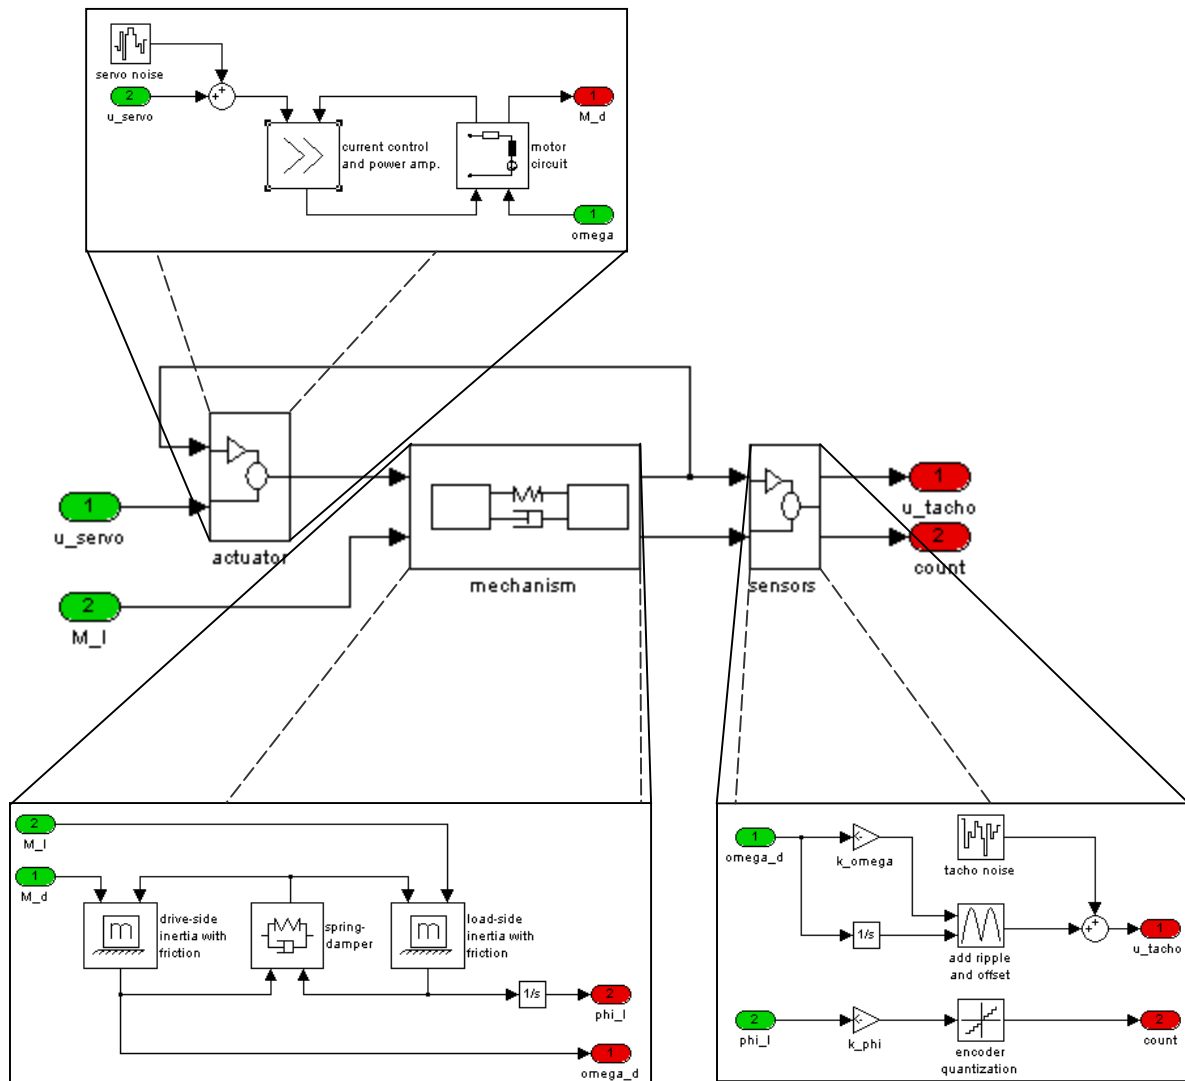 servo noise
2
u_servo
+
+
current control
and power amp.
motor
circuit
1
M_d
1
omega
1
u_servo
actuator
2
M_l
mechanism
sensors
1
u_tacho
2
count
2
M_l
1
M_d
m
drive-side
inertia with
friction
spring-
damper
m
load-side
inertia with
friction
1/s
2
phi_l
1
omega_d
1
omega_d
k_omega
tacho noise
1/s
add ripple
and offset
+
+
1
u_tacho
2
phi_l
k_phi
encoder
quantization
2
count